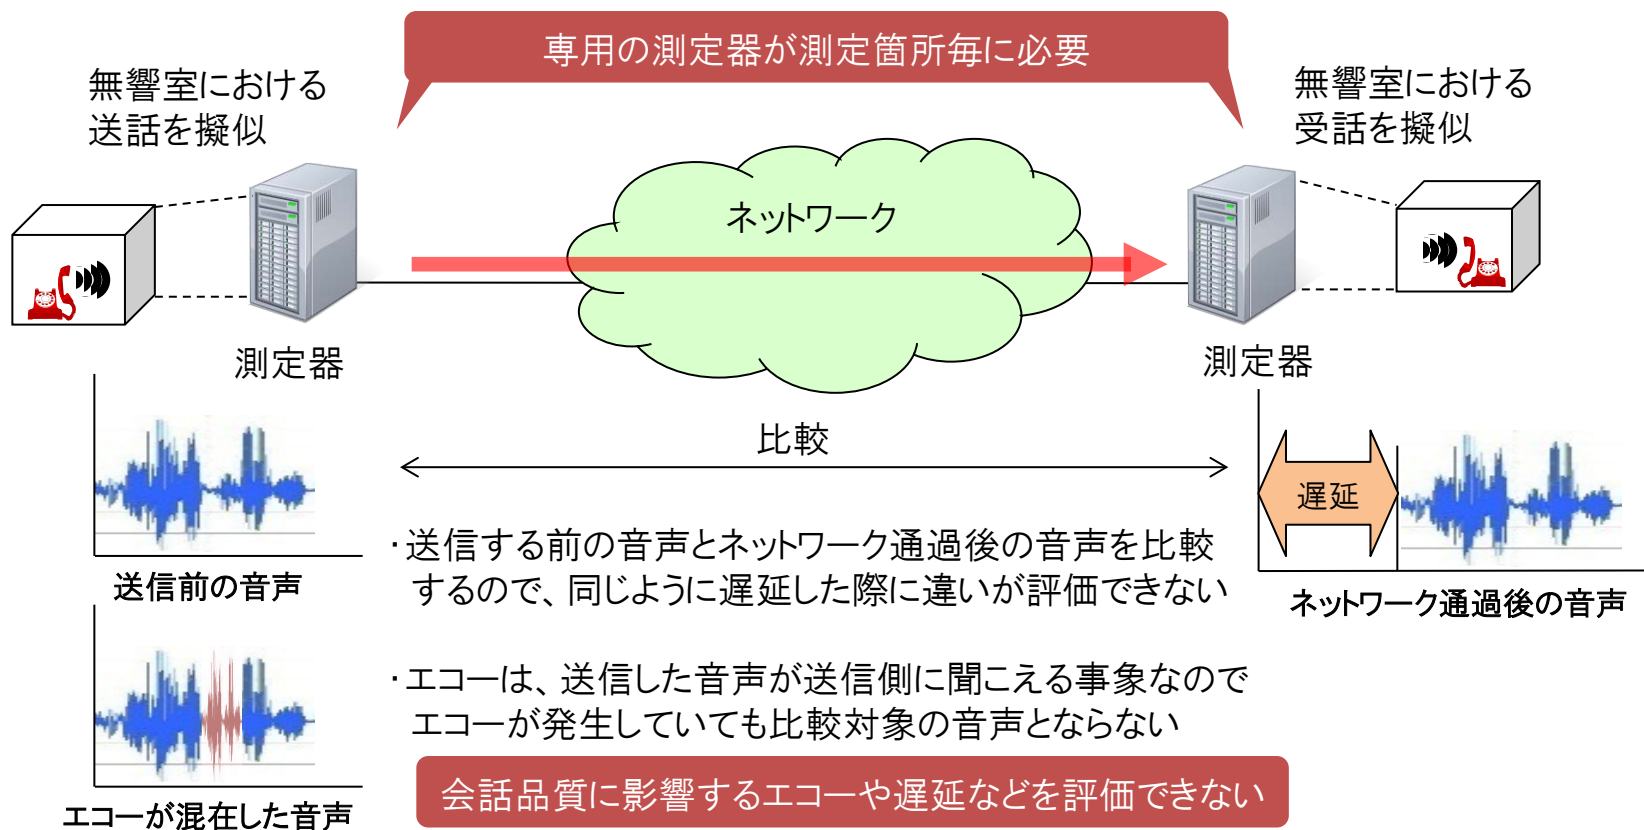 専用の測定器が測定箇所毎に必要
無響室における
送話を擬似
無響室における
受話を擬似
ネットワーク
測定器
測定器
比較
遅延
・送信する前の音声とネットワーク通過後の音声を比較
するので、同じように遅延した際に違いが評価できない
送信前の音声
ネットワーク通過後の音声
・エコーは、送信した音声が送信側に聞こえる事象なので
エコーが発生していても比較対象の音声とならない
会話品質に影響するエコーや遅延などを評価できない
エコーが混在した音声